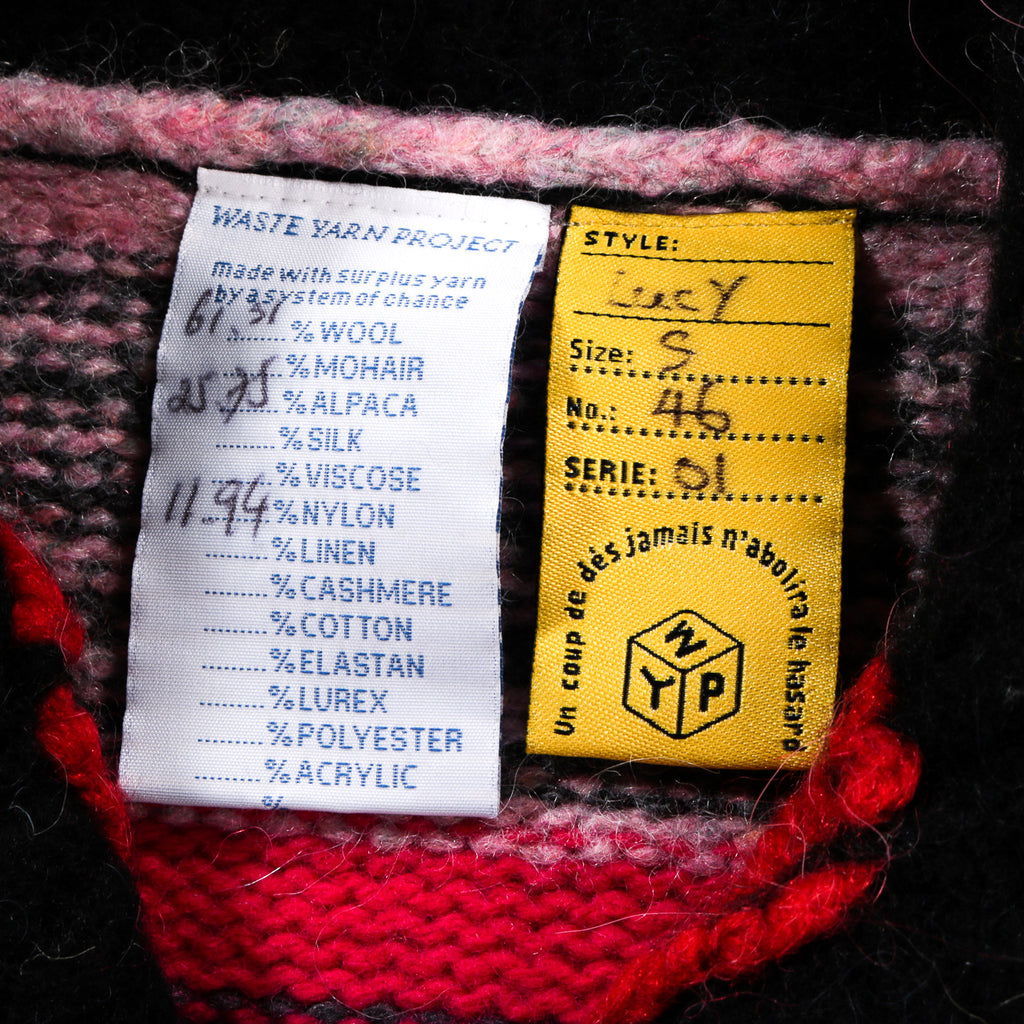 WASTE YARN PROJECT
made with surplus yarn
by a system of chance
61.31 % WOOL
........% MOHAIR
25.75 % ALPACA
........% SILK
........% VISCOSE
11.94 % NYLON
........% LINEN
........% CASHMERE
........% COTTON
........% ELASTAN
........% LUREX
........% POLYESTER
........% ACRYLIC
%
STYLE:
LUCY
Size: S
No.: 46
SERIE: 01
Un coup de dés jamais n'abolira le hasard
W
Y P